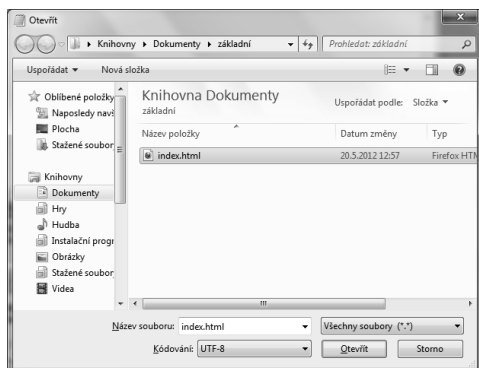 Otevřít
Knihovny ▸ Dokumenty ▸ základní
Prohledat: základní
Uspořádat
Nová složka
Oblíbené položky
Naposledy navš
Plocha
Stažené soubor
Knihovny
Dokumenty
Hry
Hudba
Instalační progr
Obrázky
Stažené soubor
Videa
Knihovna Dokumenty
základní
Uspořádat podle: Složka
Název položky Datum změny Typ
index.html 20.5.2012 12:57 Firefox HTM
Název souboru: index.html
Všechny soubory (*.*)
Kódování: UTF-8
Otevřít
Storno